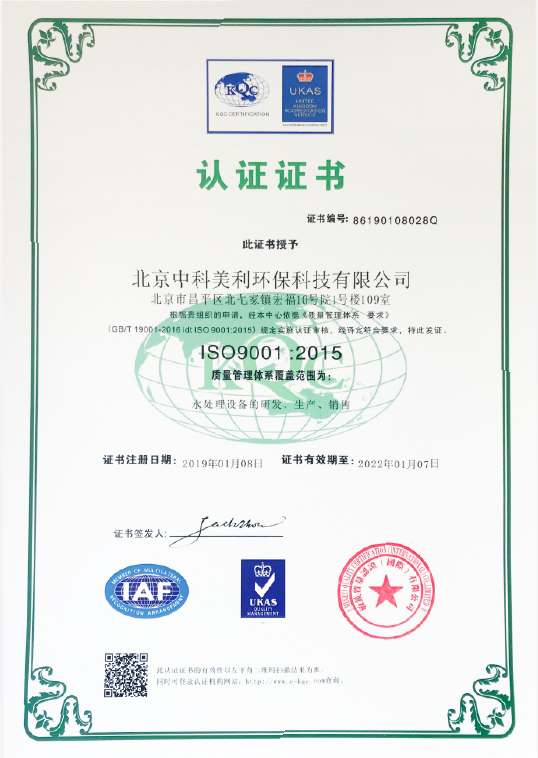 KQC
KQC CERTIFICATION
UKAS
UNITED
KINGDOM
ACCREDITATION
SERVICE
认证证书
证书编号: 86190108028Q
此证书授予
北京中科美利环保科技有限公司
北京市昌平区北七家镇宏福10号院1号楼109室
根据贵组织的申请，经本中心依据《质量管理体系 要求》
(GB/T 19001-2016 idt ISO 9001:2015) 规定实施认证审核，经评定符合要求，特此发证。
ISO9001:2015
质量管理体系覆盖范围为:
KQC
水处理设备的研发、生产、销售
证书注册日期: 2019年01月08日 证书有效期至: 2022年01月07日
证书签发人:
MEMBER OF MULTILATERAL
IAF
RECOGNITION ARRANGEMENT
UKAS
QUALITY
MANAGEMENT
此认证证书的有效性以左下角二维码扫描结果为准。
同时可登录认证机构网站: http://www.c-kqc.com查询。